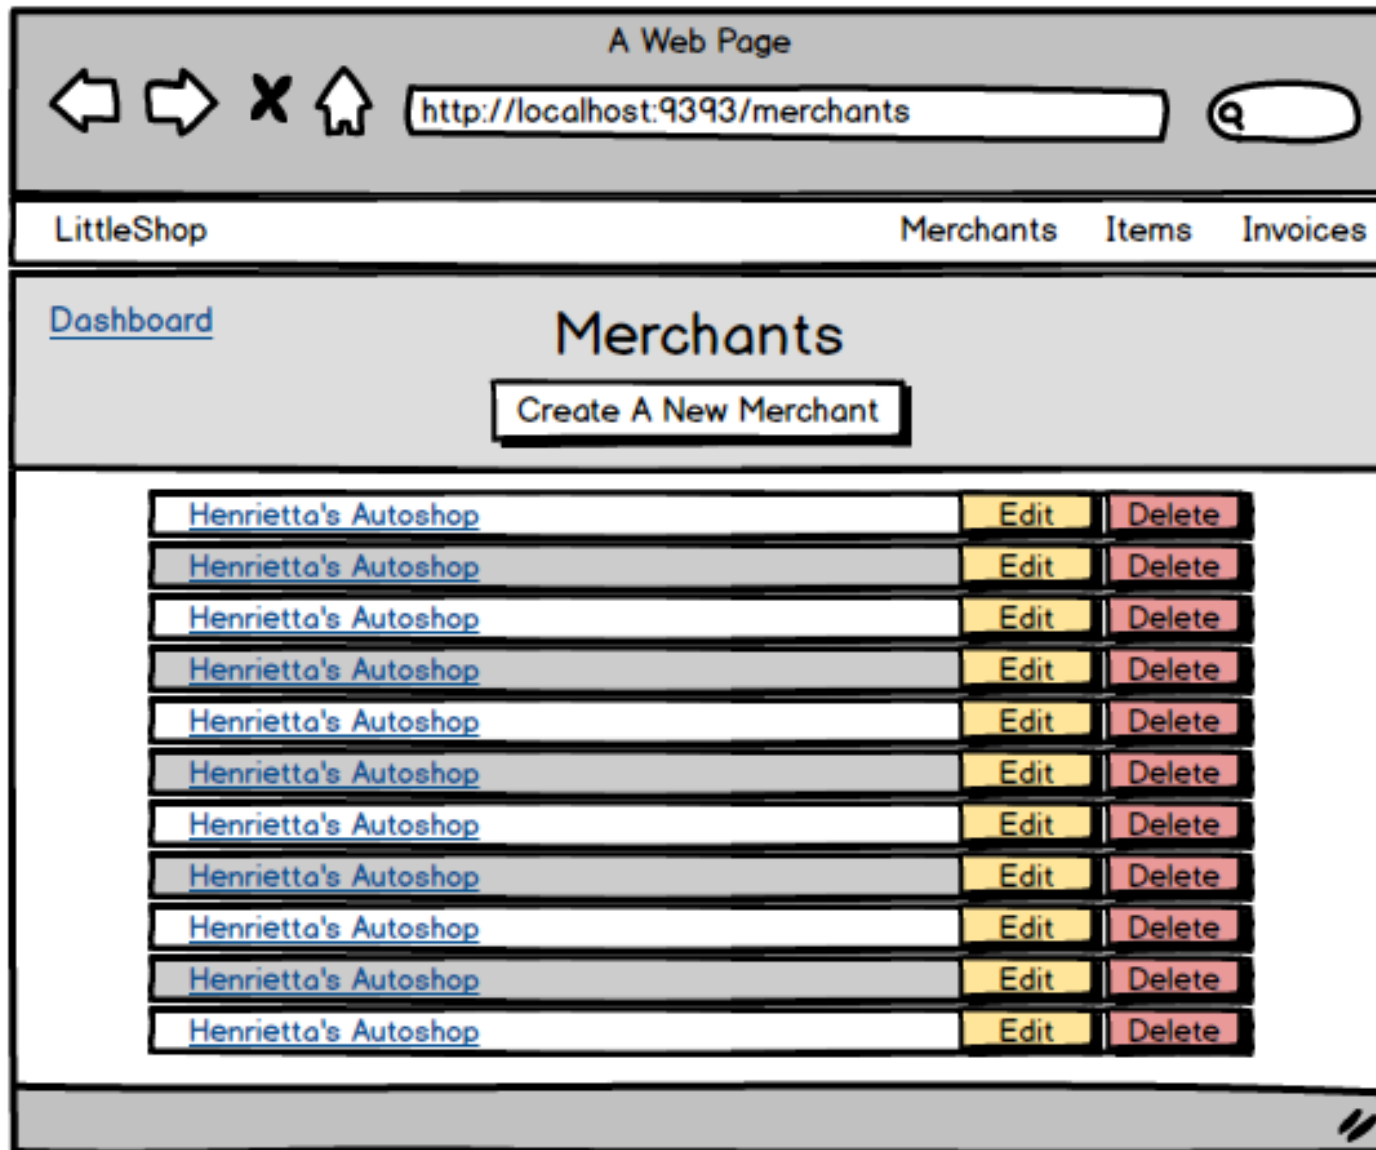 A Web Page
http://localhost:9393/merchants
LittleShop Merchants Items Invoices
Dashboard
Merchants
Create A New Merchant
Henrietta's Autoshop Edit Delete
Henrietta's Autoshop Edit Delete
Henrietta's Autoshop Edit Delete
Henrietta's Autoshop Edit Delete
Henrietta's Autoshop Edit Delete
Henrietta's Autoshop Edit Delete
Henrietta's Autoshop Edit Delete
Henrietta's Autoshop Edit Delete
Henrietta's Autoshop Edit Delete
Henrietta's Autoshop Edit Delete
Henrietta's Autoshop Edit Delete